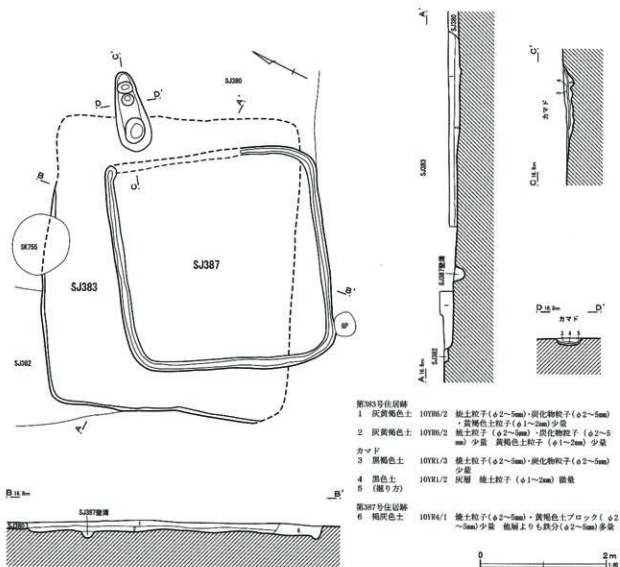 C'
SJ380
D
D'
A'
B
C
SK755
SJ383
SJ387
B'
GP
SJ382
A
A'
SJ380
SJ383
SJ387壁溝
SJ382
A 16.8m
C'
カマド
C 16.8m
D 16.8m
D'
カマド
3 4 5
第383号住居跡
1 灰黄褐色土 10YR6/2 焼土粒子(φ2〜5㎜)・炭化物粒子(φ2〜5㎜)
・黄褐色土粒子(φ1〜2㎜)少量
2 灰黄褐色土 10YR6/2 焼土粒子(φ2〜5㎜)・炭化物粒子(φ2〜5
㎜)少量 黄褐色土粒子(φ1〜2㎜)少量
カマド
3 黒褐色土 10YR1/3 焼土粒子(φ2〜5㎜)・炭化物粒子(φ2〜5㎜)
少量
4 黒色土 10YR1/2 灰層 焼土粒子(φ1〜2㎜)微量
5 (掘り方)
第387号住居跡
6 褐灰色土 10YR4/1 焼土粒子(φ2〜5㎜)・黄褐色土ブロック(φ2
〜5㎜)少量 他層よりも鉄分(φ2〜5㎜)多量
B 16.8m
B'
SJ387壁溝
SJ380
1
6
0
2m
1:60